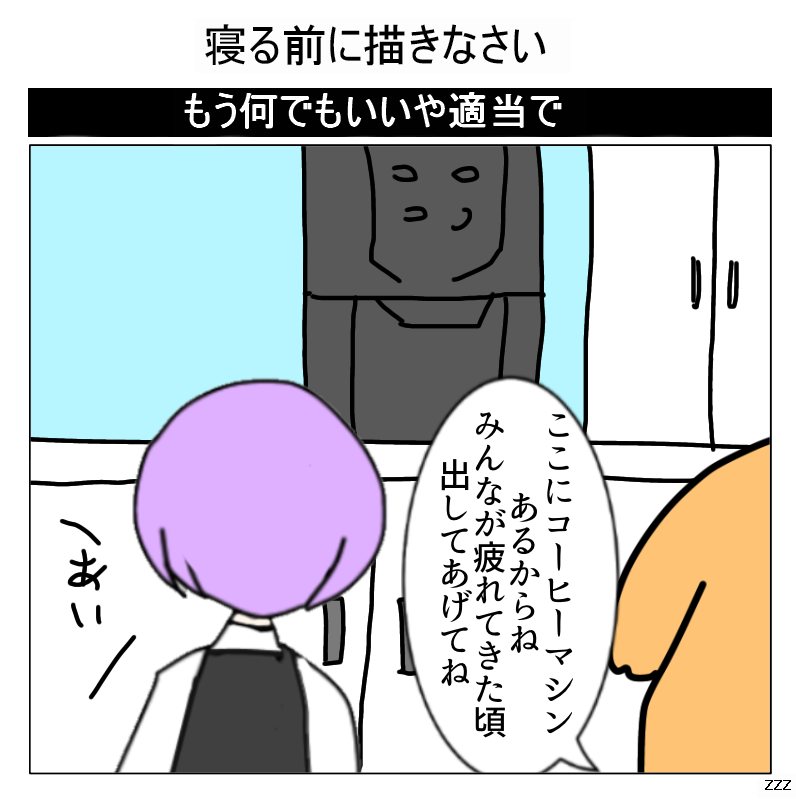 寝る前に描きなさい
もう何でもいいや適当で
ここにコーヒーマシン
あるからね
みんなが疲れてきた頃
出してあげてね
あい
zzz